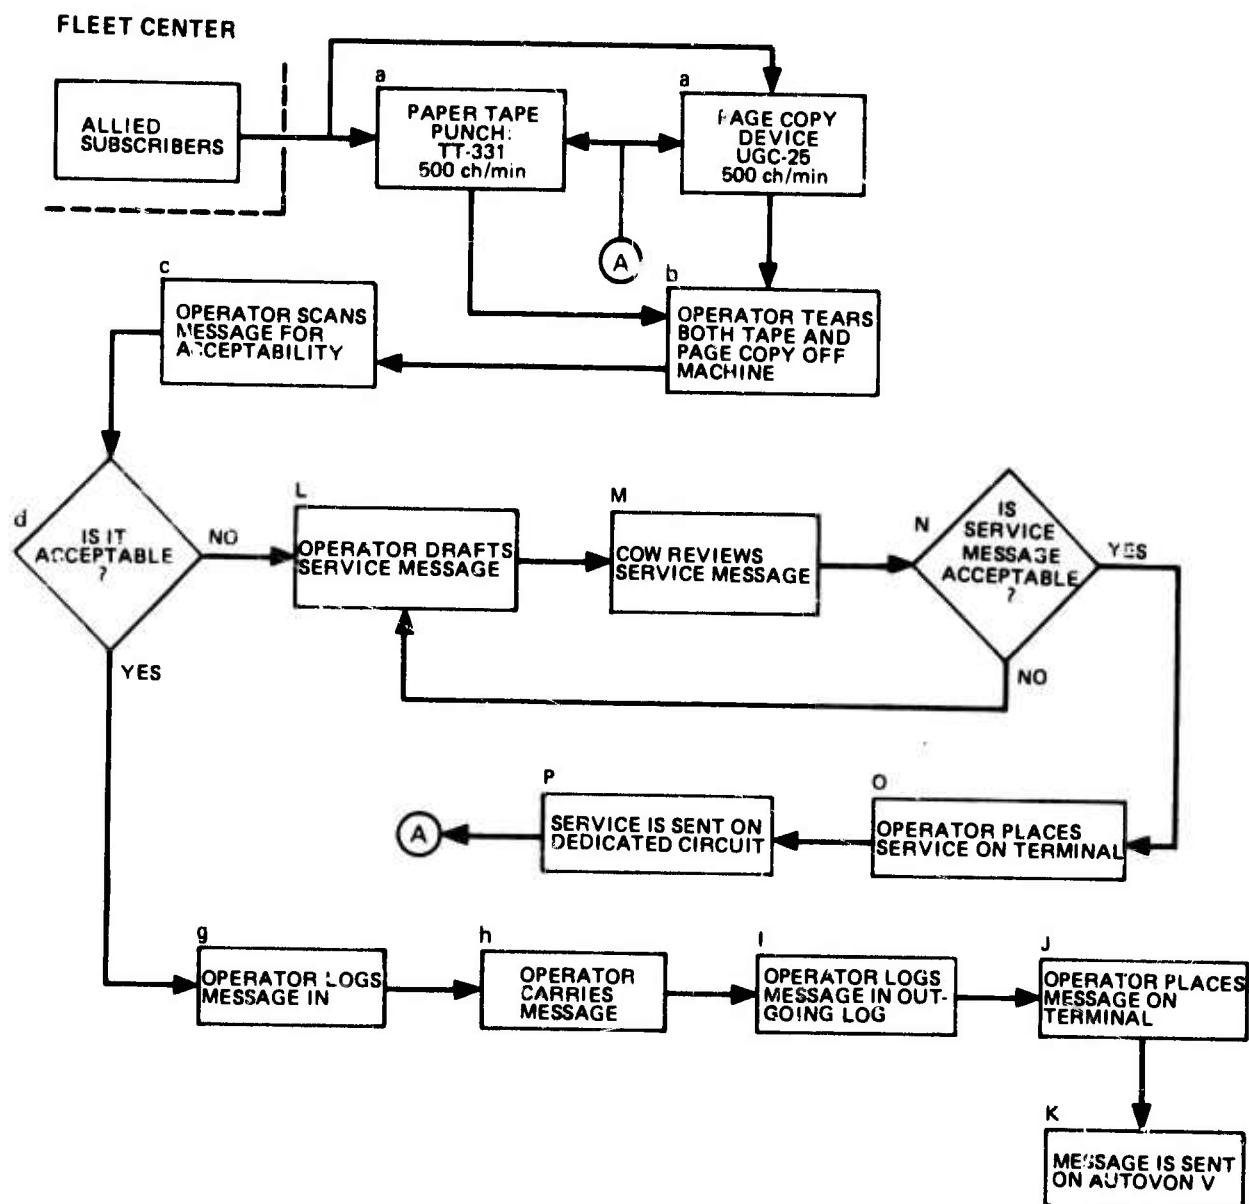 FLEET CENTER
ALLIED
SUBSCRIBERS
a
PAPER TAPE
PUNCH:
TT-331
500 ch/min
a
PAGE COPY
DEVICE
UGC-25
500 ch/min
A
b
OPERATOR TEARS
BOTH TAPE AND
PAGE COPY OFF
MACHINE
c
OPERATOR SCANS
MESSAGE FOR
ACCEPTABILITY
d
IS IT
ACCEPTABLE
?
NO
YES
L
OPERATOR DRAFTS
SERVICE MESSAGE
M
COW REVIEWS
SERVICE MESSAGE
N
IS
SERVICE
MESSAGE
ACCEPTABLE
?
YES
NO
O
OPERATOR PLACES
SERVICE ON TERMINAL
P
SERVICE IS SENT ON
DEDICATED CIRCUIT
A
g
OPERATOR LOGS
MESSAGE IN
h
OPERATOR
CARRIES
MESSAGE
I
OPERATOR LOGS
MESSAGE IN OUT-
GOING LOG
J
OPERATOR PLACES
MESSAGE ON
TERMINAL
K
MESSAGE IS SENT
ON AUTOVON V